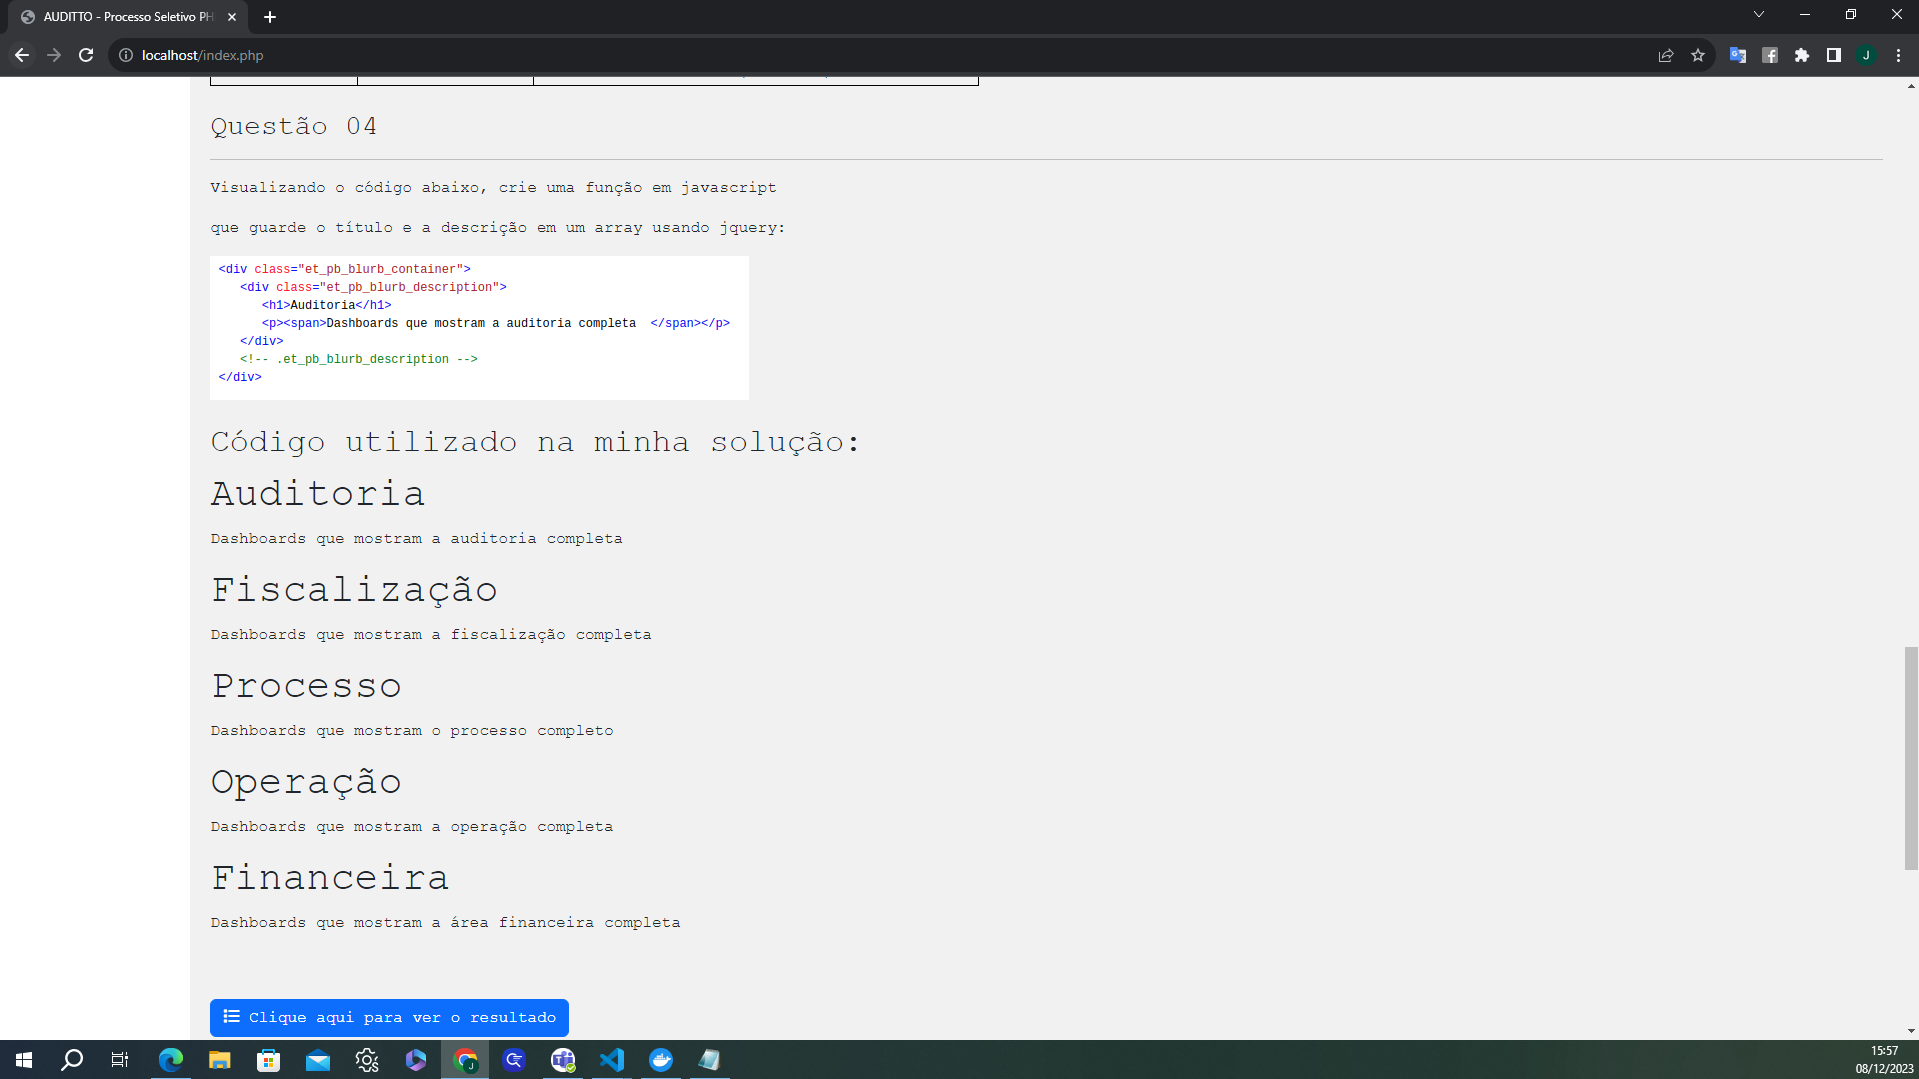 AUDITTO - Processo Seletivo PH
localhost/index.php
J
Questão 04
Visualizando o código abaixo, crie uma função em javascript
que guarde o título e a descrição em um array usando jquery:
<div class="et_pb_blurb_container">
<div class="et_pb_blurb_description">
<h1>Auditoria</h1>
<p><span>Dashboards que mostram a auditoria completa  </span></p>
</div>
<!-- .et_pb_blurb_description -->
</div>
Código utilizado na minha solução:
Auditoria
Dashboards que mostram a auditoria completa
Fiscalização
Dashboards que mostram a fiscalização completa
Processo
Dashboards que mostram o processo completo
Operação
Dashboards que mostram a operação completa
Financeira
Dashboards que mostram a área financeira completa
Clique aqui para ver o resultado
15:57
08/12/2023